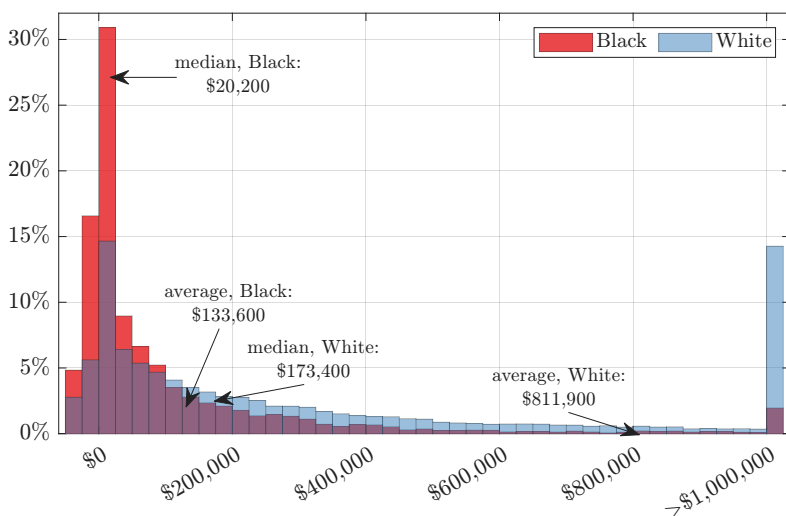 30%
25%
20%
15%
10%
5%
0%
Black
White
median, Black:
$20,200
average, Black:
$133,600
median, White:
$173,400
average, White:
$811,900
$0
$200,000
$400,000
$600,000
$800,000
>$1,000,000